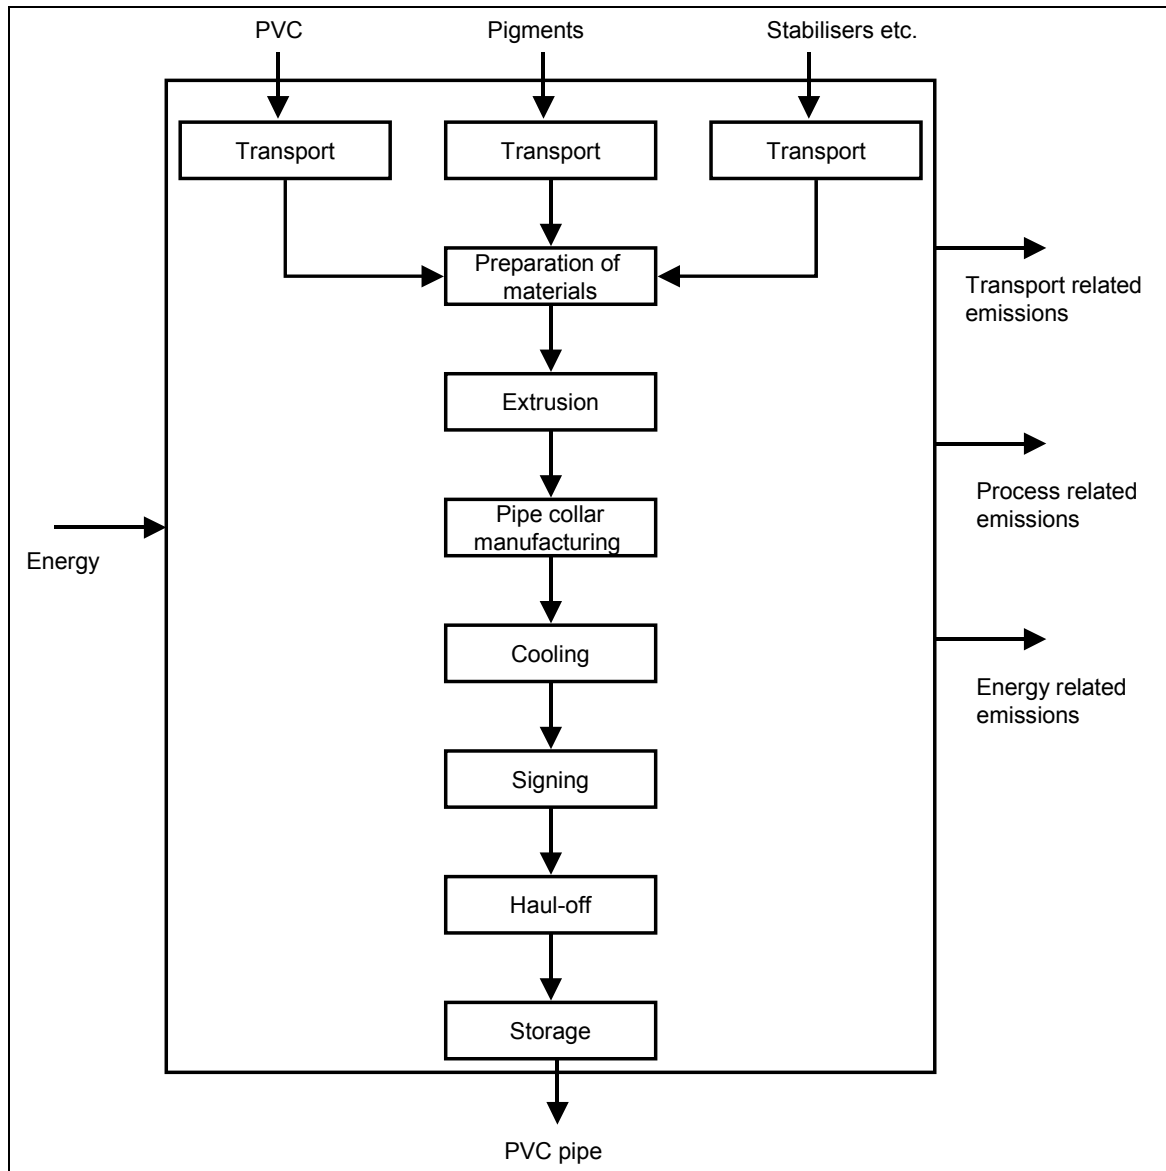 PVC
Pigments
Stabilisers etc.
Transport
Transport
Transport
Preparation of
materials
Transport related
emissions
Extrusion
Process related
emissions
Pipe collar
manufacturing
Energy
Cooling
Energy related
emissions
Signing
Haul-off
Storage
PVC pipe